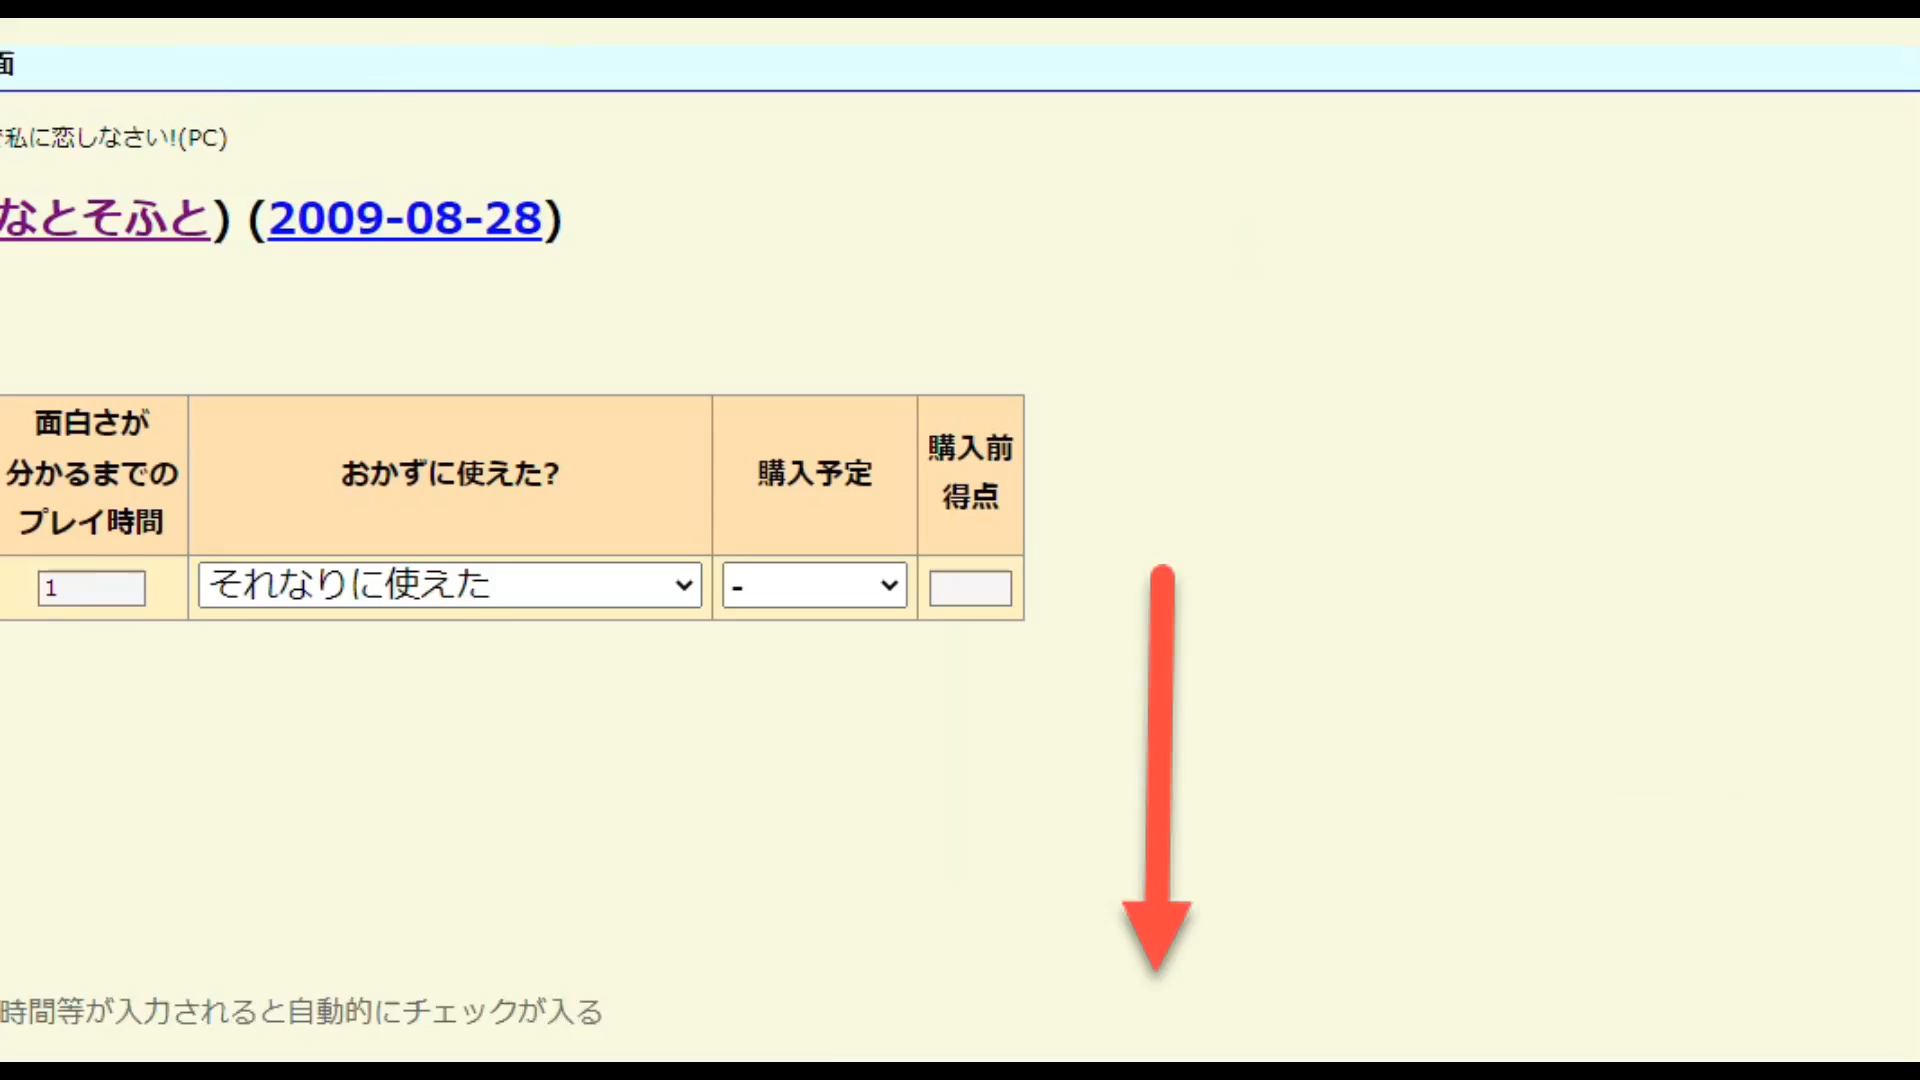 面
で私に恋しなさい!(PC)
なとそふと) (2009-08-28)
面白さが
分かるまでの
プレイ時間
おかずに使えた?
購入予定
購入前
得点
1
それなりに使えた
-
時間等が入力されると自動的にチェックが入る